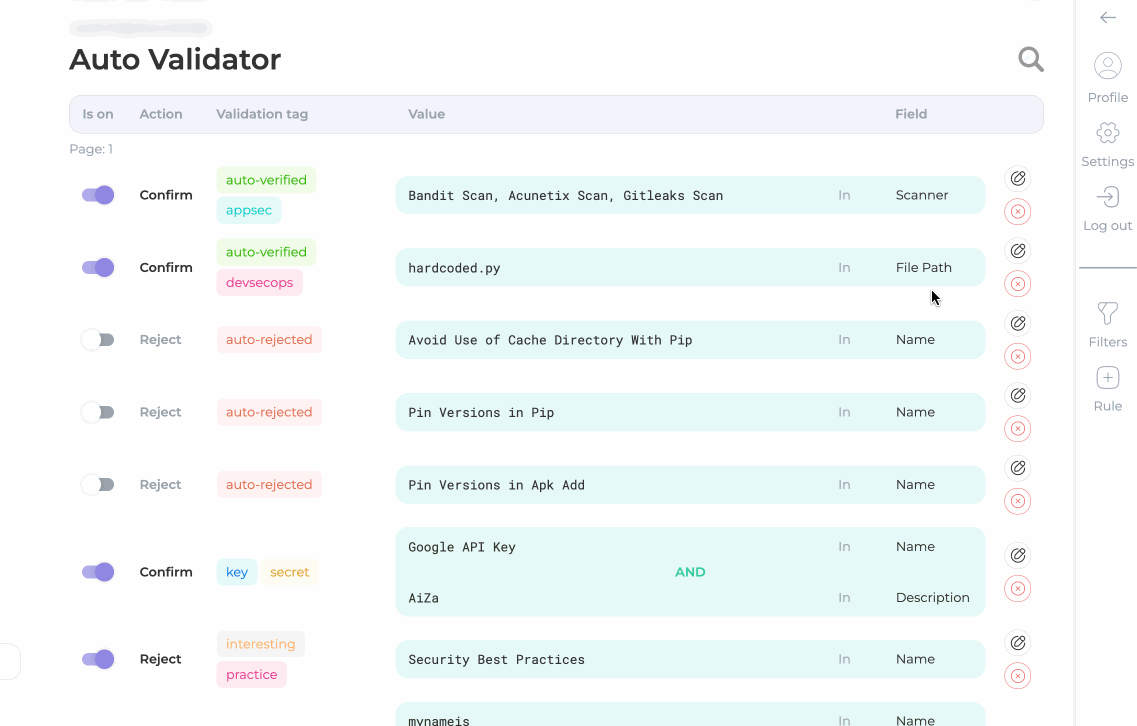 Auto Validator
Is on Action Validation tag Value Field
Page: 1
Confirm auto-verified appsec Bandit Scan, Acunetix Scan, Gitleaks Scan In Scanner
Confirm auto-verified devsecops hardcoded.py In File Path
Reject auto-rejected Avoid Use of Cache Directory With Pip In Name
Reject auto-rejected Pin Versions in Pip In Name
Reject auto-rejected Pin Versions in Apk Add In Name
Google API Key In Name
Confirm key secret AND
AiZa In Description
Reject interesting practice Security Best Practices In Name
mynameis In Name
Profile
Settings
Log out
Filters
Rule